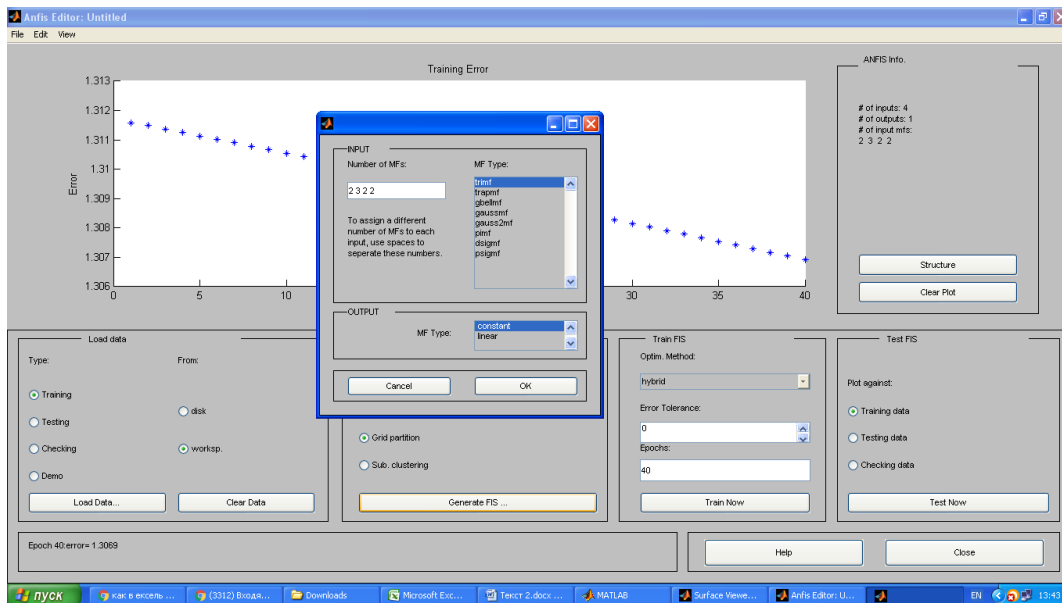 Anfis Editor: Untitled
File Edit View
Training Error
1.313
1.312
1.311
1.31
1.309
1.308
1.307
1.306
Error
0 5 10 30 35 40
ANFIS Info.
# of inputs: 4
# of outputs: 1
# of input mfs:
2 3 2 2
Structure
Clear Plot
INPUT
Number of MFs:
2 3 2 2
To assign a different
number of MFs to each
input, use spaces to
seperate these numbers.
MF Type:
trimf
trapmf
gbellmf
gaussmf
gauss2mf
pimf
dsigmf
psigmf
OUTPUT
MF Type:
constant
linear
Cancel
OK
Load data
Type:
From:
Training
Testing
Checking
Demo
disk
worksp.
Load Data...
Clear Data
Grid partition
Sub. clustering
Generate FIS ...
Train FIS
Optim. Method:
hybrid
Error Tolerance:
0
Epochs:
40
Train Now
Test FIS
Plot against:
Training data
Testing data
Checking data
Test Now
Epoch 40:error= 1.3069
Help
Close
пуск
как в ексель ...
(3312) Входя...
Downloads
Microsoft Exc...
Текст 2.docx ...
MATLAB
Surface Viewe...
Anfis Editor: U...
EN
13:43